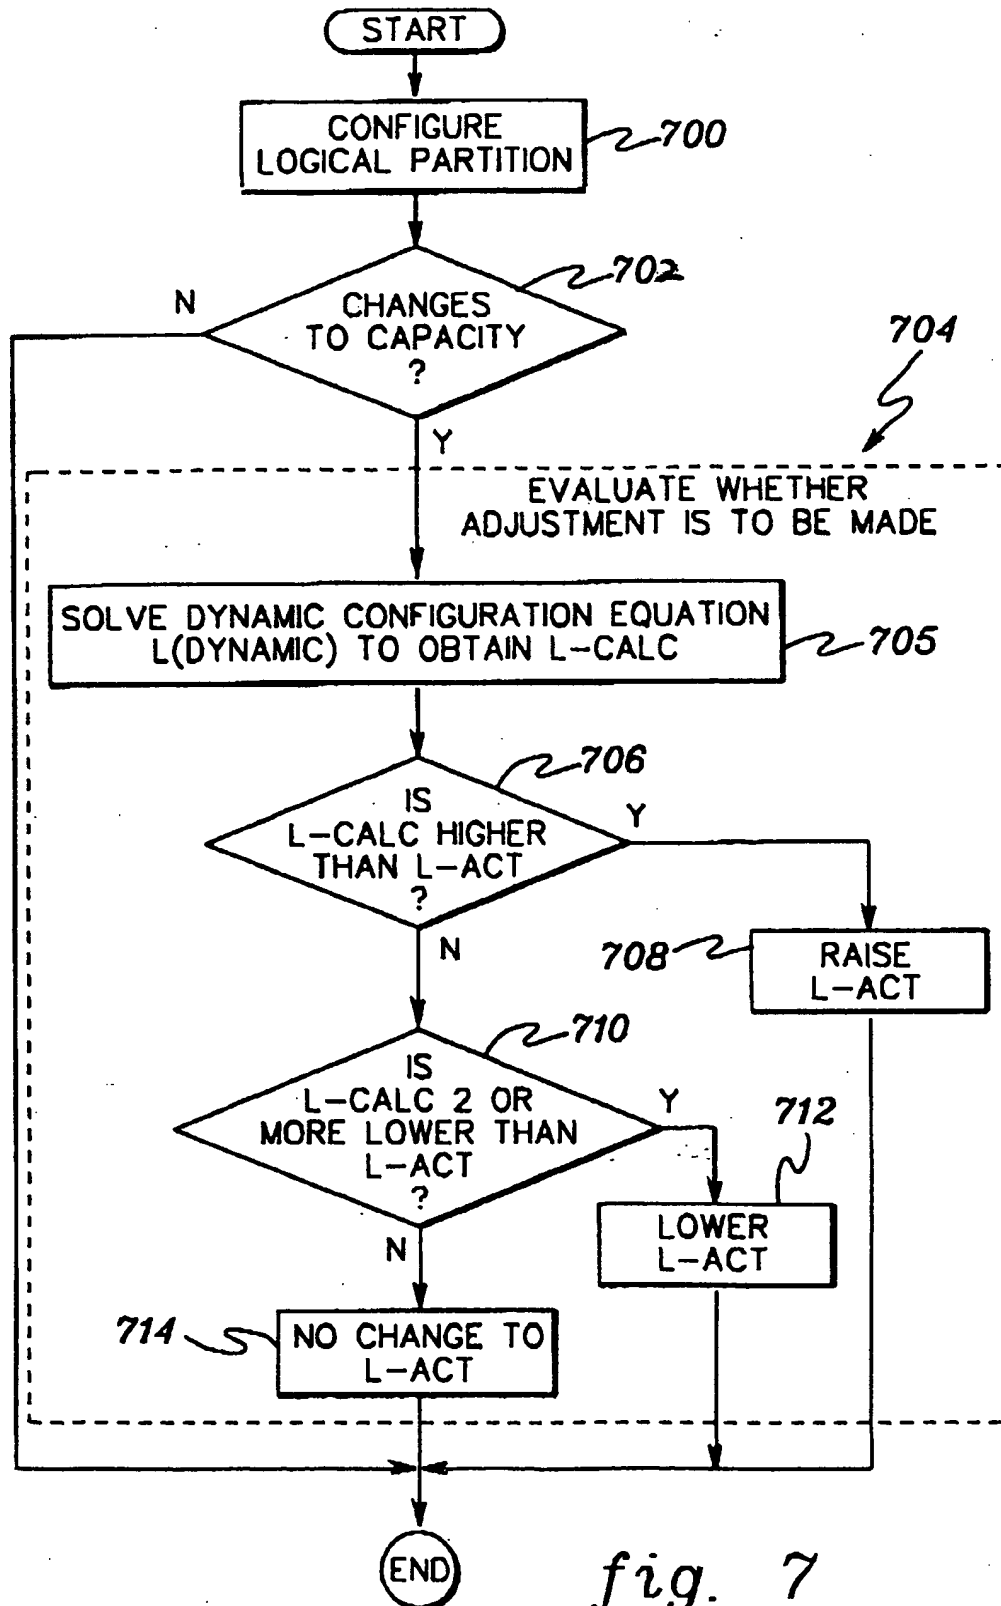 START
CONFIGURE
LOGICAL PARTITION
700
702
N
CHANGES
TO CAPACITY
?
704
Y
EVALUATE WHETHER
ADJUSTMENT IS TO BE MADE
SOLVE DYNAMIC CONFIGURATION EQUATION
L(DYNAMIC) TO OBTAIN L-CALC
705
706
IS
L-CALC HIGHER
THAN L-ACT
?
Y
N
708
RAISE
L-ACT
710
IS
L-CALC 2 OR
MORE LOWER THAN
L-ACT
?
Y
712
N
LOWER
L-ACT
714
NO CHANGE TO
L-ACT
END
fig. 7